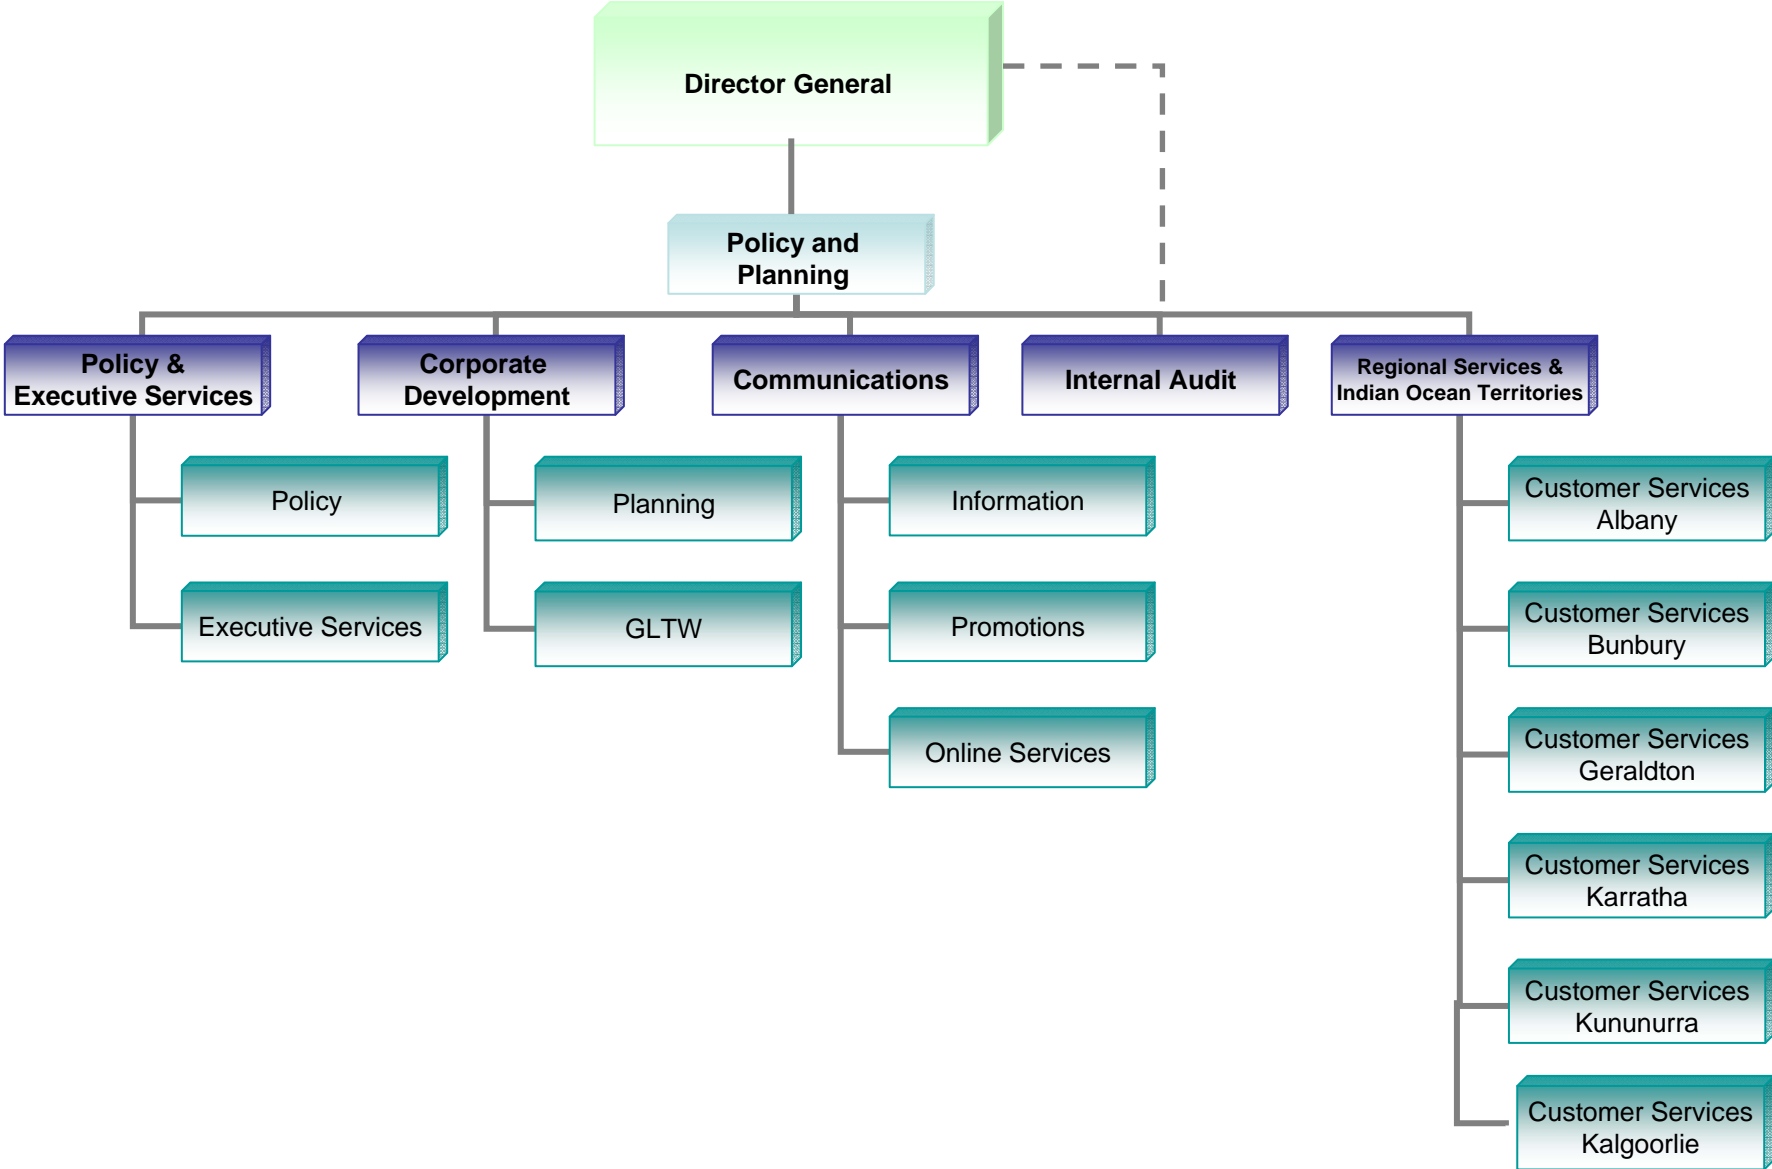 Director General
Policy and
Planning
Policy &
Executive Services
Corporate
Development
Communications
Internal Audit
Regional Services &
Indian Ocean Territories
Policy
Executive Services
Planning
GLTW
Information
Promotions
Online Services
Customer Services
Albany
Customer Services
Bunbury
Customer Services
Geraldton
Customer Services
Karratha
Customer Services
Kununurra
Customer Services
Kalgoorlie